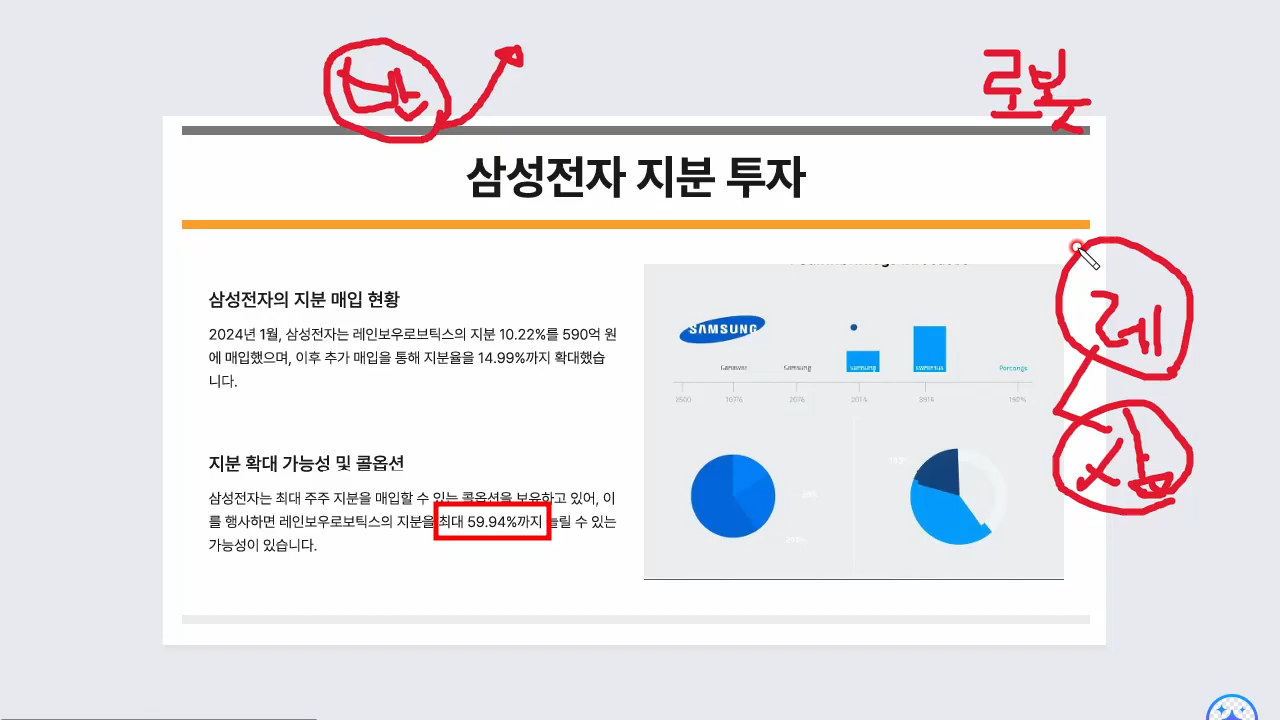 반
로봇
삼성전자 지분 투자
삼성전자의 지분 매입 현황
2024년 1월, 삼성전자는 레인보우로보틱스의 지분 10.22%를 590억 원
에 매입했으며, 이후 추가 매입을 통해 지분율을 14.99%까지 확대했습
니다.
지분 확대 가능성 및 콜옵션
삼성전자는 최대 주주 지분을 매입할 수 있는 콜옵션을 보유하고 있어, 이
를 행사하면 레인보우로보틱스의 지분을 최대 59.94%까지 늘릴 수 있는
가능성이 있습니다.
SAMSUNG
Samsung
Samsung
레
삼